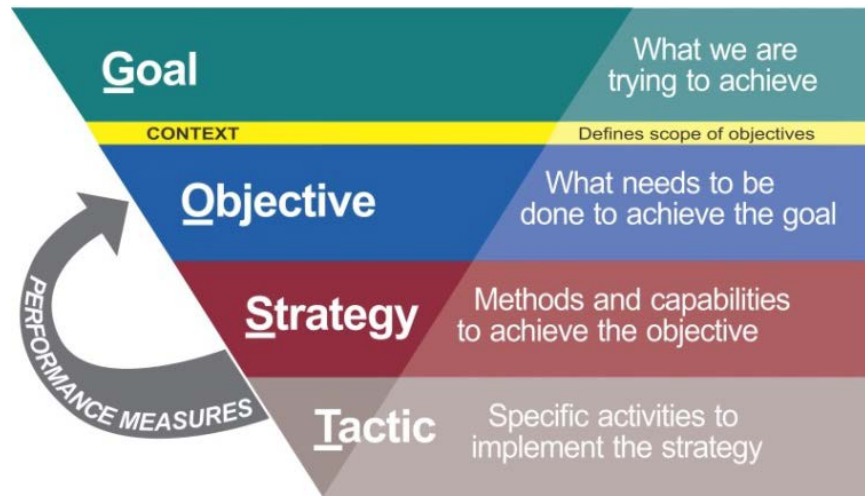 Goal
What we are
trying to achieve
CONTEXT
Defines scope of objectives
Objective
What needs to be
done to achieve the goal
Strategy
Methods and capabilities
to achieve the objective
Tactic
Specific activities to
implement the strategy
PERFORMANCE MEASURES